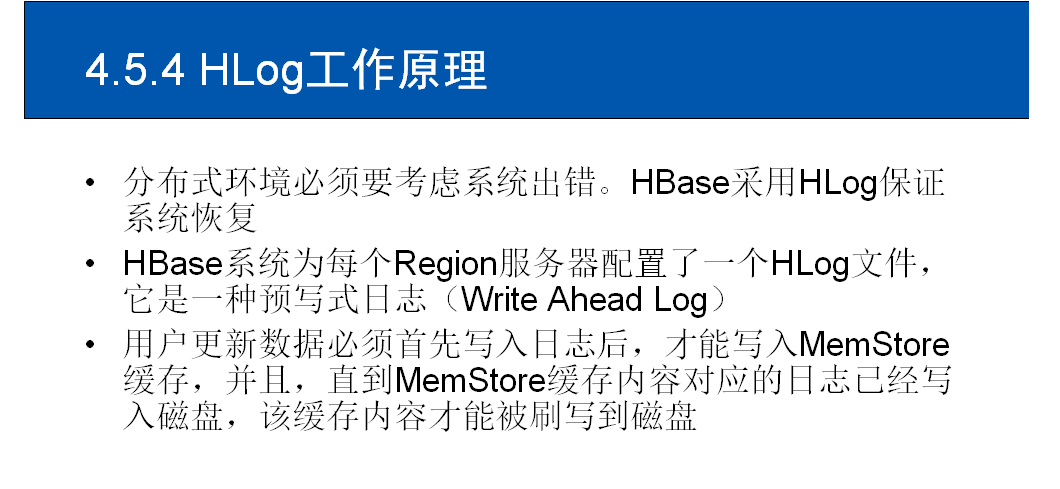 4.5.4 HLog工作原理
• 分布式环境必须要考虑系统出错。HBase采用HLog保证
系统恢复
• HBase系统为每个Region服务器配置了一个HLog文件，
它是一种预写式日志（Write Ahead Log）
• 用户更新数据必须首先写入日志后，才能写入MemStore
缓存，并且，直到MemStore缓存内容对应的日志已经写
入磁盘，该缓存内容才能被刷写到磁盘